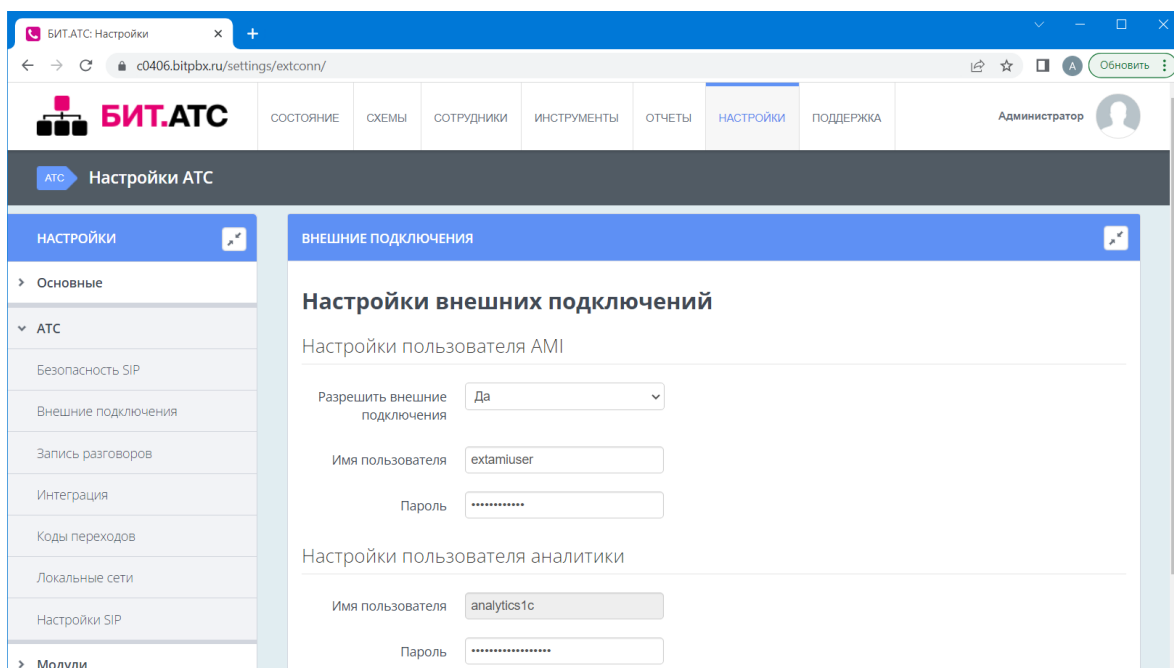 БИТ.АТС: Настройки
c0406.bitpbx.ru/settings/extconn/
A
Обновить
БИТ.АТС
СОСТОЯНИЕ СХЕМЫ СОТРУДНИКИ ИНСТРУМЕНТЫ ОТЧЕТЫ НАСТРОЙКИ ПОДДЕРЖКА
Администратор
АТС Настройки АТС
НАСТРОЙКИ
Основные
АТС
Безопасность SIP
Внешние подключения
Запись разговоров
Интеграция
Коды переходов
Локальные сети
Настройки SIP
Модули
ВНЕШНИЕ ПОДКЛЮЧЕНИЯ
Настройки внешних подключений
Настройки пользователя AMI
Разрешить внешние
подключения
Да
Имя пользователя extamiuser
Пароль ••••••••••••
Настройки пользователя аналитики
Имя пользователя analytics1c
Пароль ••••••••••••••••••